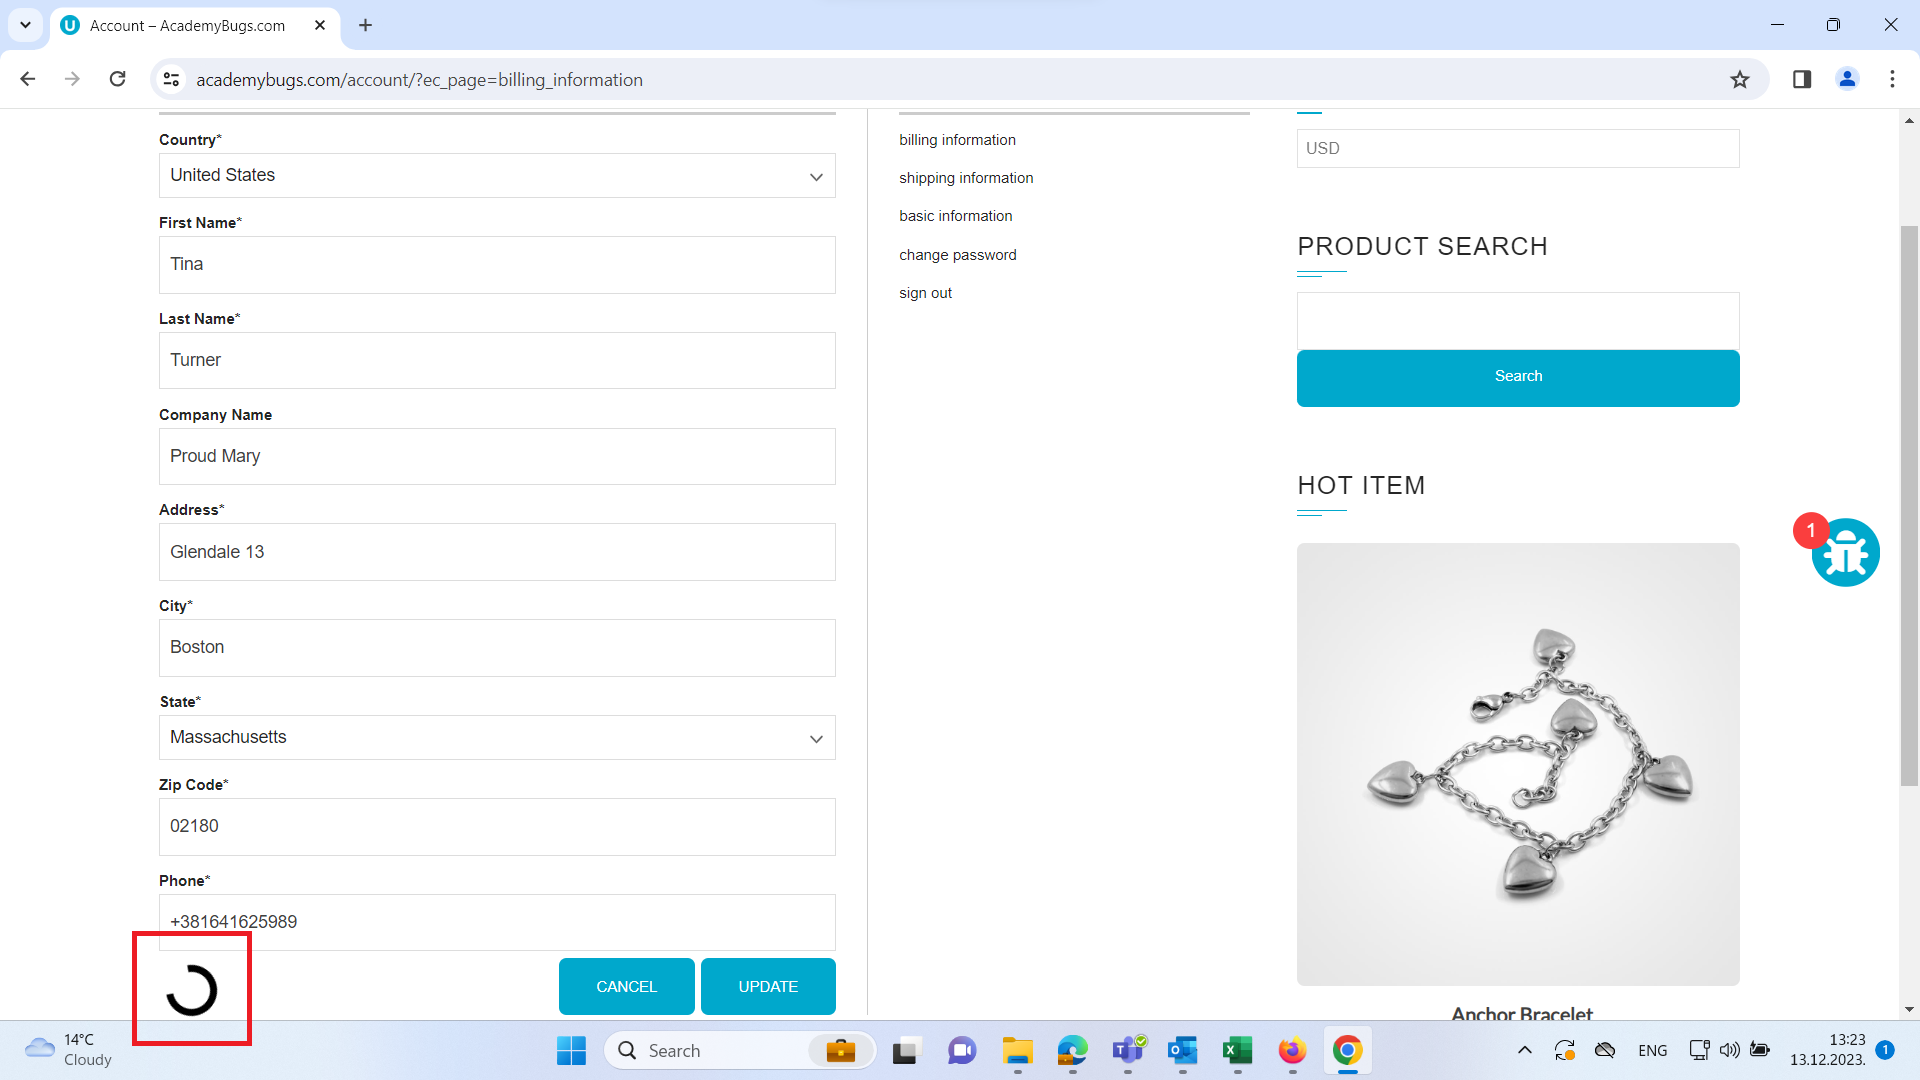 Account – AcademyBugs.com
academybugs.com/account/?ec_page=billing_information
Country*
United States
First Name*
Tina
Last Name*
Turner
Company Name
Proud Mary
Address*
Glendale 13
City*
Boston
State*
Massachusetts
Zip Code*
02180
Phone*
+381641625989
CANCEL
UPDATE
billing information
shipping information
basic information
change password
sign out
USD
PRODUCT SEARCH
Search
HOT ITEM
1
Anchor Bracelet
14°C
Cloudy
Search
ENG
13:23
13.12.2023.
1